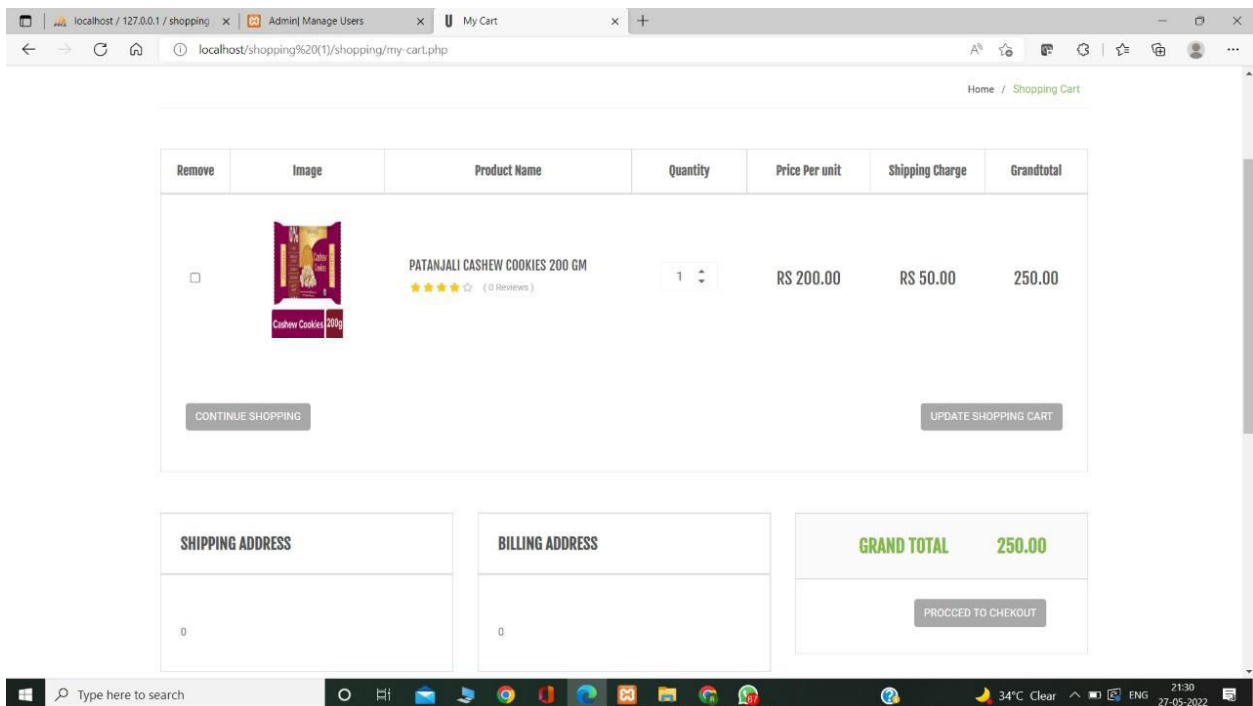 localhost / 127.0.0.1 / shopping
Admin| Manage Users
My Cart
localhost/shopping%20(1)/shopping/my-cart.php
Home / Shopping Cart
Remove Image Product Name Quantity Price Per unit Shipping Charge Grandtotal
0%
Cashew Cookies
Cashew Cookies 200g
PATANJALI CASHEW COOKIES 200 GM
( 0 Reviews )
1
RS 200.00
RS 50.00
250.00
CONTINUE SHOPPING
UPDATE SHOPPING CART
SHIPPING ADDRESS
0
BILLING ADDRESS
0
GRAND TOTAL 250.00
PROCCED TO CHEKOUT
Type here to search
34°C Clear
ENG
21:30
27-05-2022